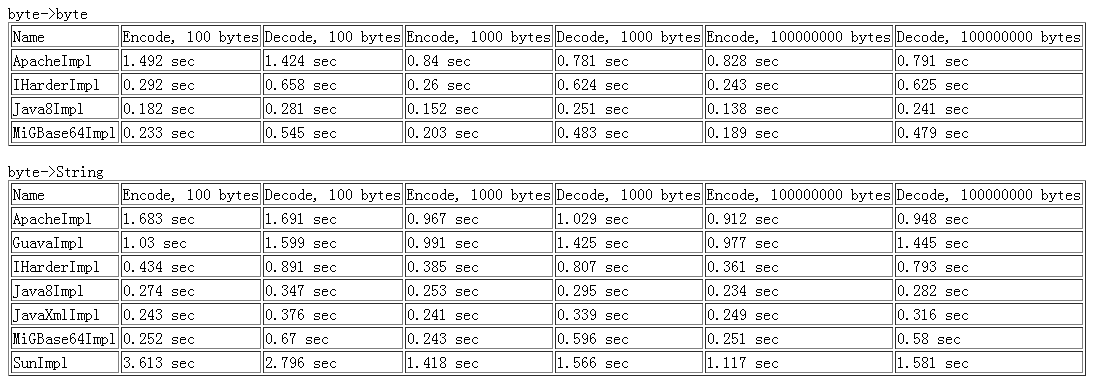 byte->byte
Name Encode, 100 bytes Decode, 100 bytes Encode, 1000 bytes Decode, 1000 bytes Encode, 100000000 bytes Decode, 100000000 bytes
ApacheImpl 1.492 sec 1.424 sec 0.84 sec 0.781 sec 0.828 sec 0.791 sec
IHarderImpl 0.292 sec 0.658 sec 0.26 sec 0.624 sec 0.243 sec 0.625 sec
Java8Impl 0.182 sec 0.281 sec 0.152 sec 0.251 sec 0.138 sec 0.241 sec
MiGBase64Impl 0.233 sec 0.545 sec 0.203 sec 0.483 sec 0.189 sec 0.479 sec
byte->String
Name Encode, 100 bytes Decode, 100 bytes Encode, 1000 bytes Decode, 1000 bytes Encode, 100000000 bytes Decode, 100000000 bytes
ApacheImpl 1.683 sec 1.691 sec 0.967 sec 1.029 sec 0.912 sec 0.948 sec
GuavaImpl 1.03 sec 1.599 sec 0.991 sec 1.425 sec 0.977 sec 1.445 sec
IHarderImpl 0.434 sec 0.891 sec 0.385 sec 0.807 sec 0.361 sec 0.793 sec
Java8Impl 0.274 sec 0.347 sec 0.253 sec 0.295 sec 0.234 sec 0.282 sec
JavaXmlImpl 0.243 sec 0.376 sec 0.241 sec 0.339 sec 0.249 sec 0.316 sec
MiGBase64Impl 0.252 sec 0.67 sec 0.243 sec 0.596 sec 0.251 sec 0.58 sec
SunImpl 3.613 sec 2.796 sec 1.418 sec 1.566 sec 1.117 sec 1.581 sec